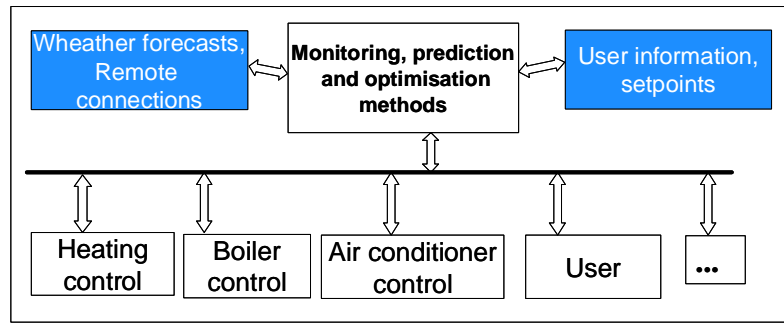 Wheather forecasts,
Remote
connections
Monitoring, prediction
and optimisation
methods
User information,
setpoints
Heating
control
Boiler
control
Air conditioner
control
User
...